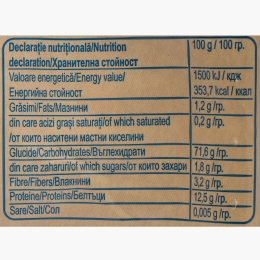 Declarație nutrițională/Nutrition
declaration/Хранителна стойност
100 g / 100 гр.
Valoare energetică/Energy value/
Енергийна стойност
1500 kJ / кдж
353,7 kcal / ккал
Grăsimi/Fats/Мазнини
1,2 g /гр.
din care acizi grași saturați/of which saturated
/от които наситени мастни киселини
0,2 g /гр.
Glucide/Carbohydrates/Въглехидрати
71,6 g /гр.
din care zaharuri/of which sugars/от които захари
1,8 g /гр.
Fibre/Fibers/Влакнини
3,2 g /гр.
Proteine/Proteins/Белтъци
12,5 g /гр.
Sare/Salt/Сол
0,005 g /гр.